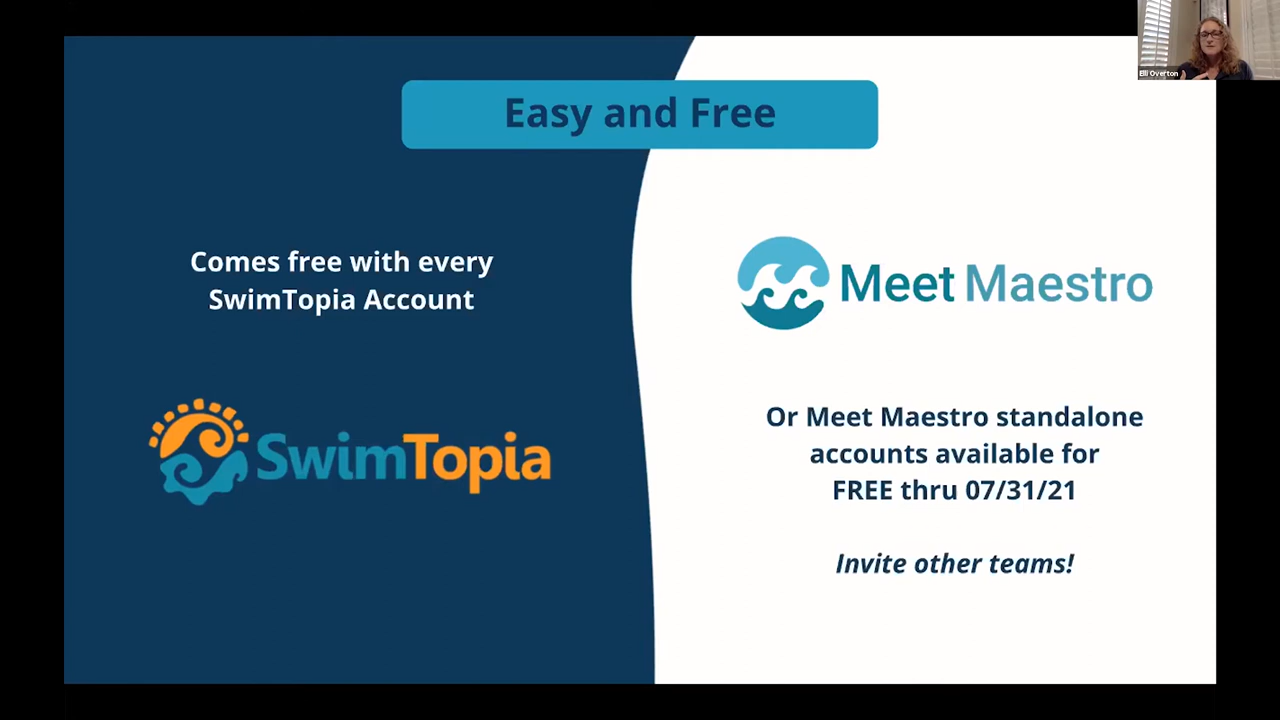 Elli Overton
Easy and Free
Comes free with every
SwimTopia Account
SwimTopia
Meet Maestro
Or Meet Maestro standalone
accounts available for
FREE thru 07/31/21
Invite other teams!